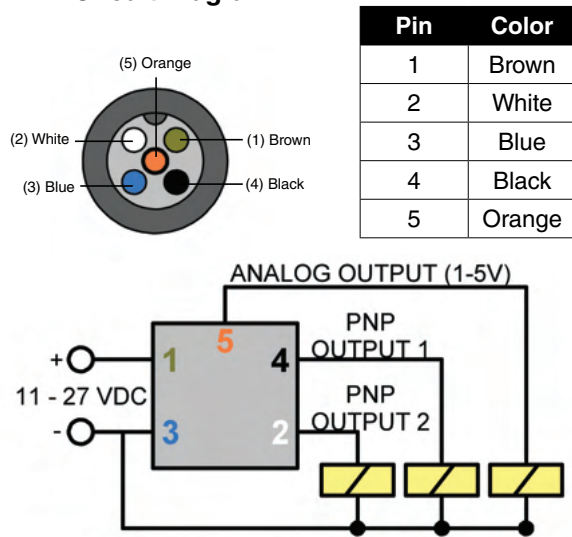 Pin Color
1 Brown
2 White
3 Blue
4 Black
5 Orange
(5) Orange
(2) White
(1) Brown
(3) Blue
(4) Black
ANALOG OUTPUT (1-5V)
PNP
OUTPUT 1
PNP
OUTPUT 2
+
11 - 27 VDC
-
1
5
4
3
2